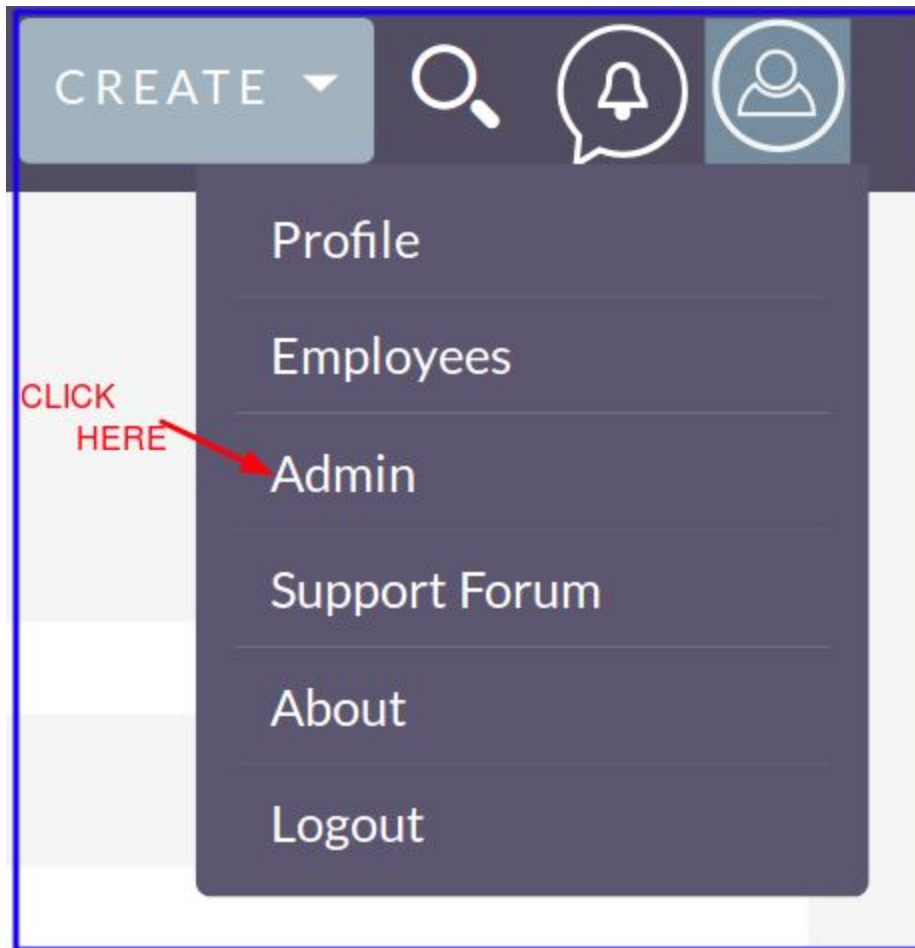 CREATE
Profile
Employees
CLICK
HERE
Admin
Support Forum
About
Logout